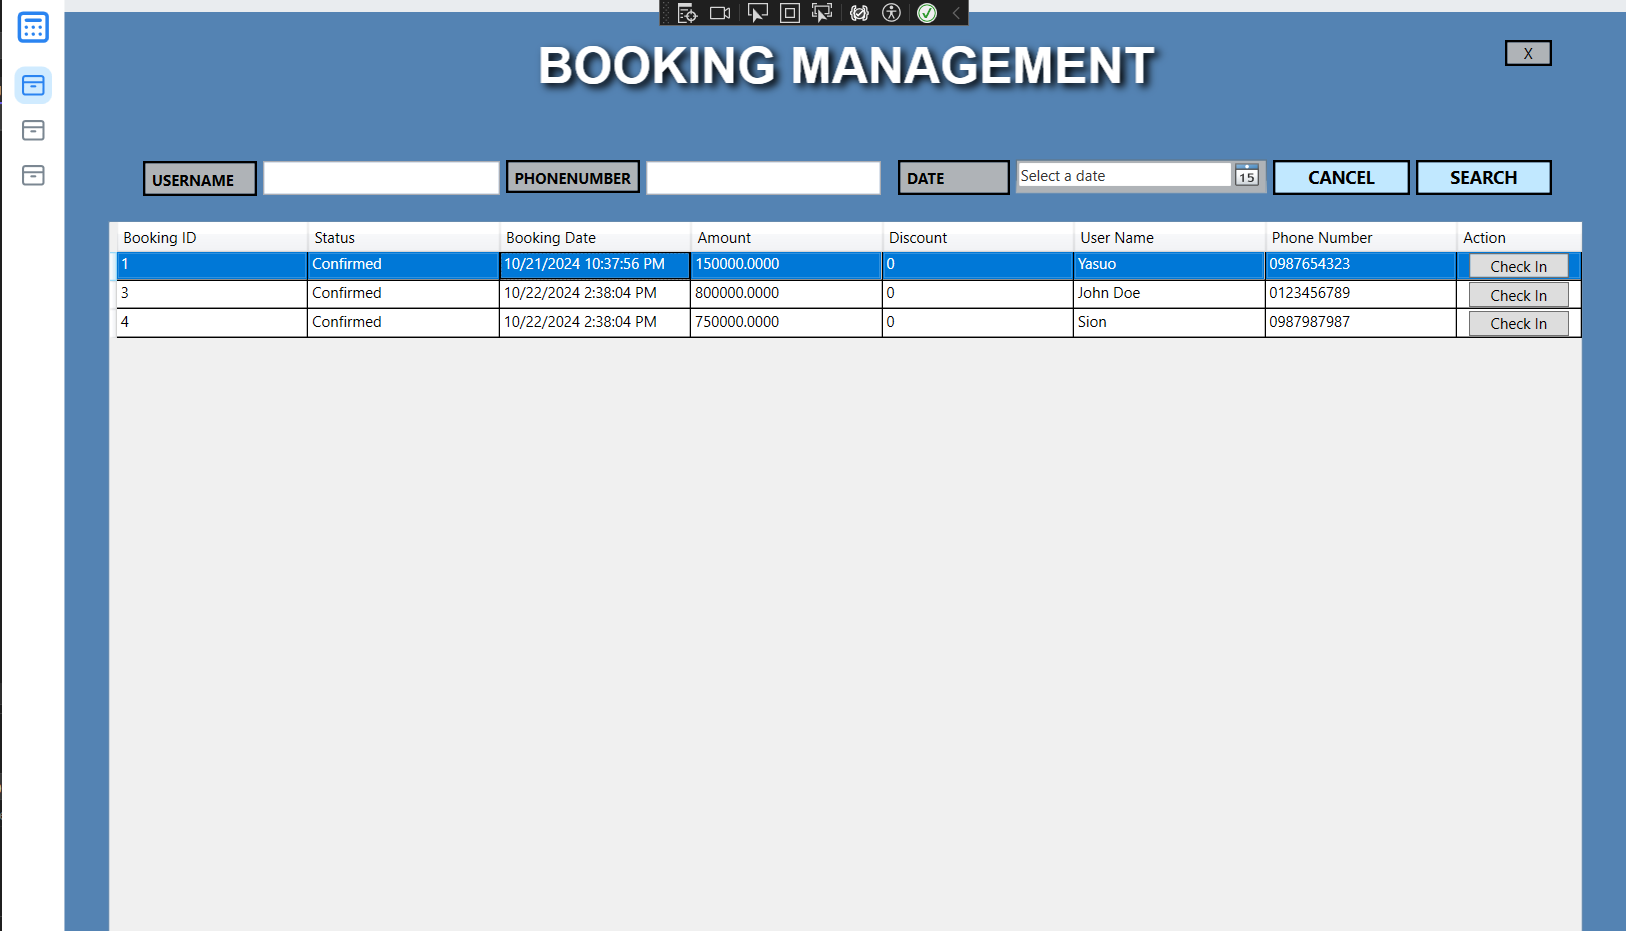 BOOKING MANAGEMENT
X
USERNAME PHONENUMBER DATE Select a date 15 CANCEL SEARCH
Booking ID Status Booking Date Amount Discount User Name Phone Number Action
1 Confirmed 10/21/2024 10:37:56 PM 150000.0000 0 Yasuo 0987654323 Check In
3 Confirmed 10/22/2024 2:38:04 PM 800000.0000 0 John Doe 0123456789 Check In
4 Confirmed 10/22/2024 2:38:04 PM 750000.0000 0 Sion 0987987987 Check In